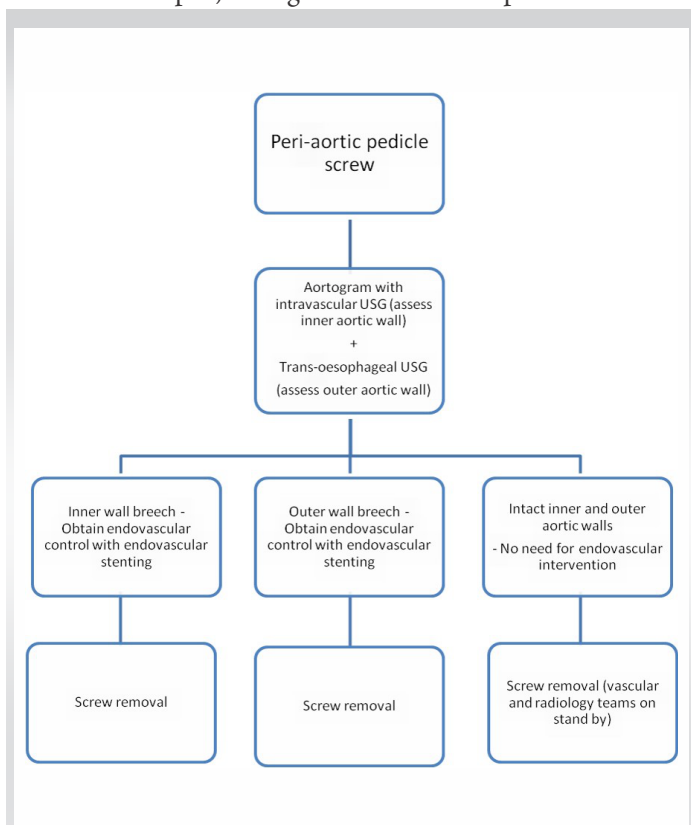 Peri-aortic pedicle
screw
Aortogram with
intravascular USG (assess
inner aortic wall)
+
Trans-oesophageal USG
(assess outer aortic wall)
Inner wall breech -
Obtain endovascular
control with endovascular
stenting
Outer wall breech -
Obtain endovascular
control with endovascular
stenting
Intact inner and outer
aortic walls
- No need for endovascular
intervention
Screw removal
Screw removal
Screw removal (vascular
and radiology teams on
stand by)